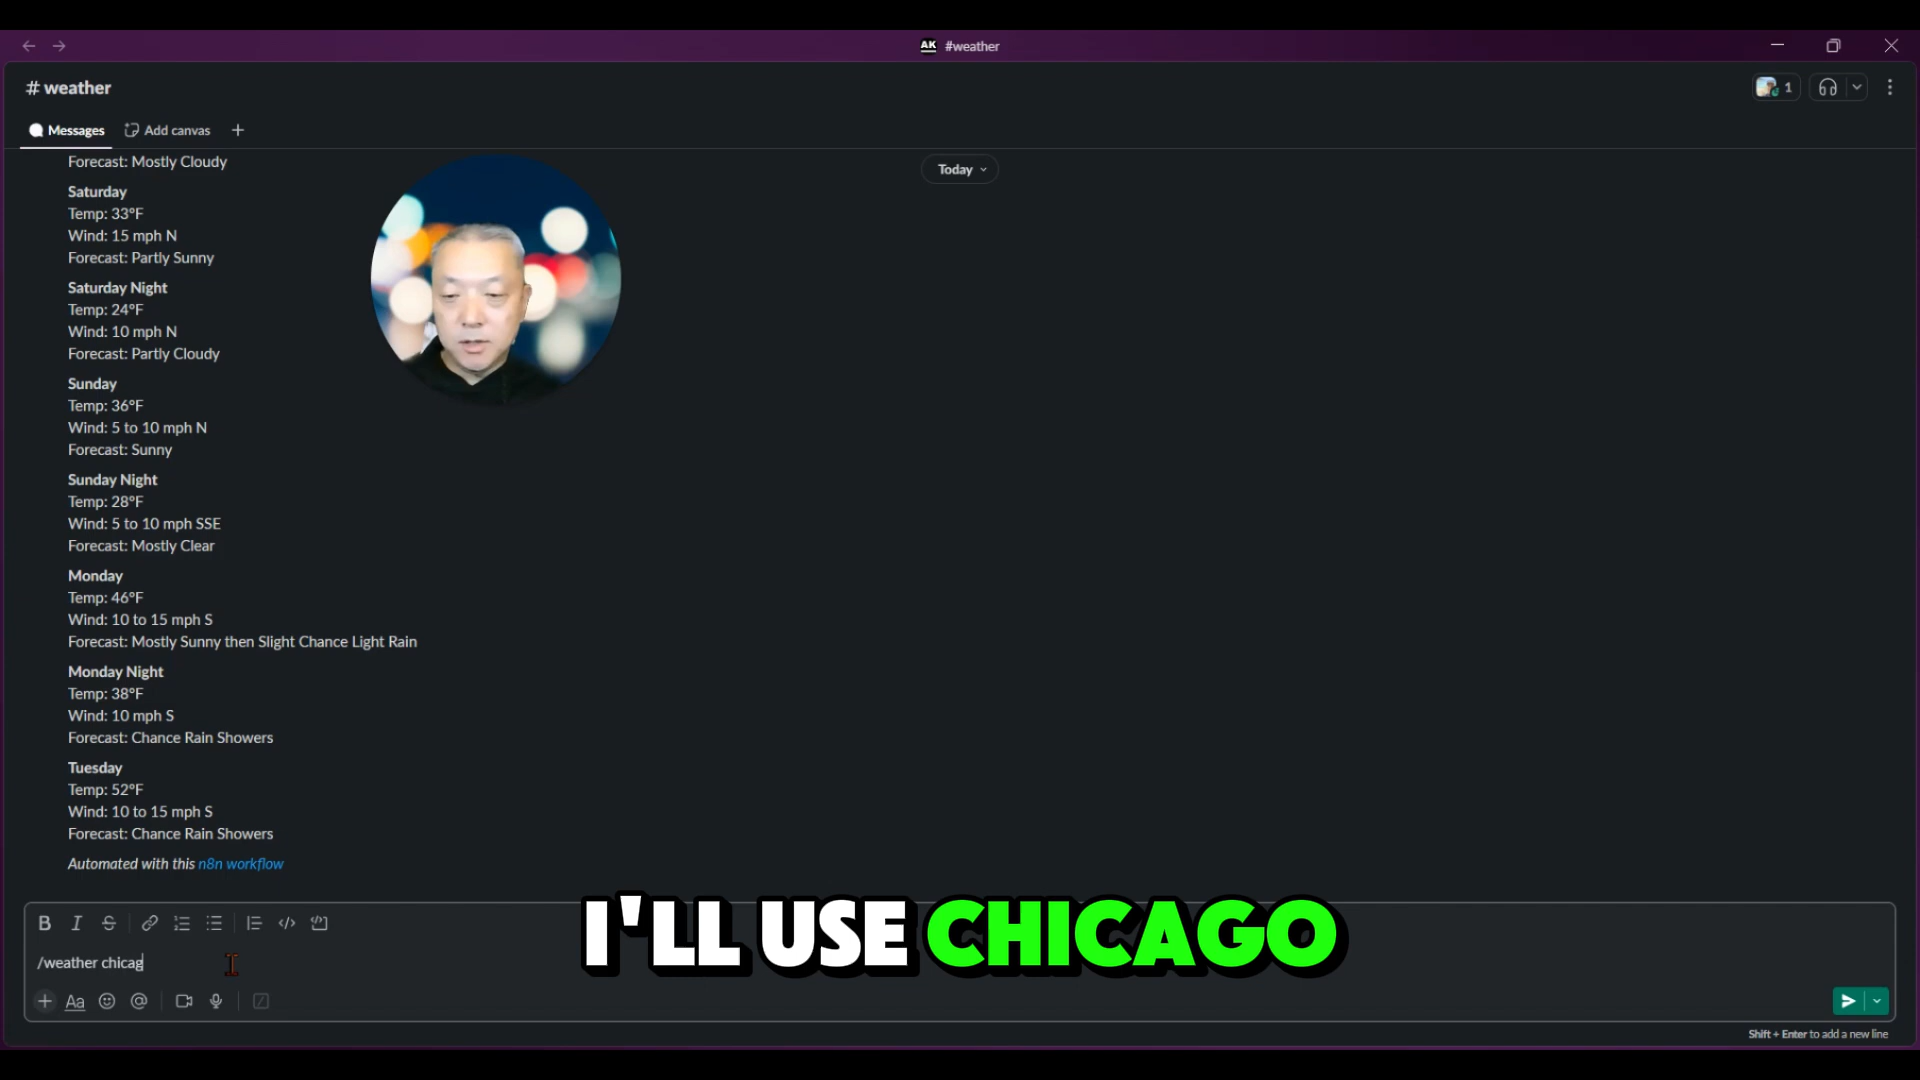 AK #weather
# weather
1
Messages Add canvas
Today
Forecast: Mostly Cloudy
Saturday
Temp: 33°F
Wind: 15 mph N
Forecast: Partly Sunny
Saturday Night
Temp: 24°F
Wind: 10 mph N
Forecast: Partly Cloudy
Sunday
Temp: 36°F
Wind: 5 to 10 mph N
Forecast: Sunny
Sunday Night
Temp: 28°F
Wind: 5 to 10 mph SSE
Forecast: Mostly Clear
Monday
Temp: 46°F
Wind: 10 to 15 mph S
Forecast: Mostly Sunny then Slight Chance Light Rain
Monday Night
Temp: 38°F
Wind: 10 mph S
Forecast: Chance Rain Showers
Tuesday
Temp: 52°F
Wind: 10 to 15 mph S
Forecast: Chance Rain Showers
Automated with this n8n workflow
I'LL USE CHICAGO
/weather chicag
Aa
Shift + Enter to add a new line